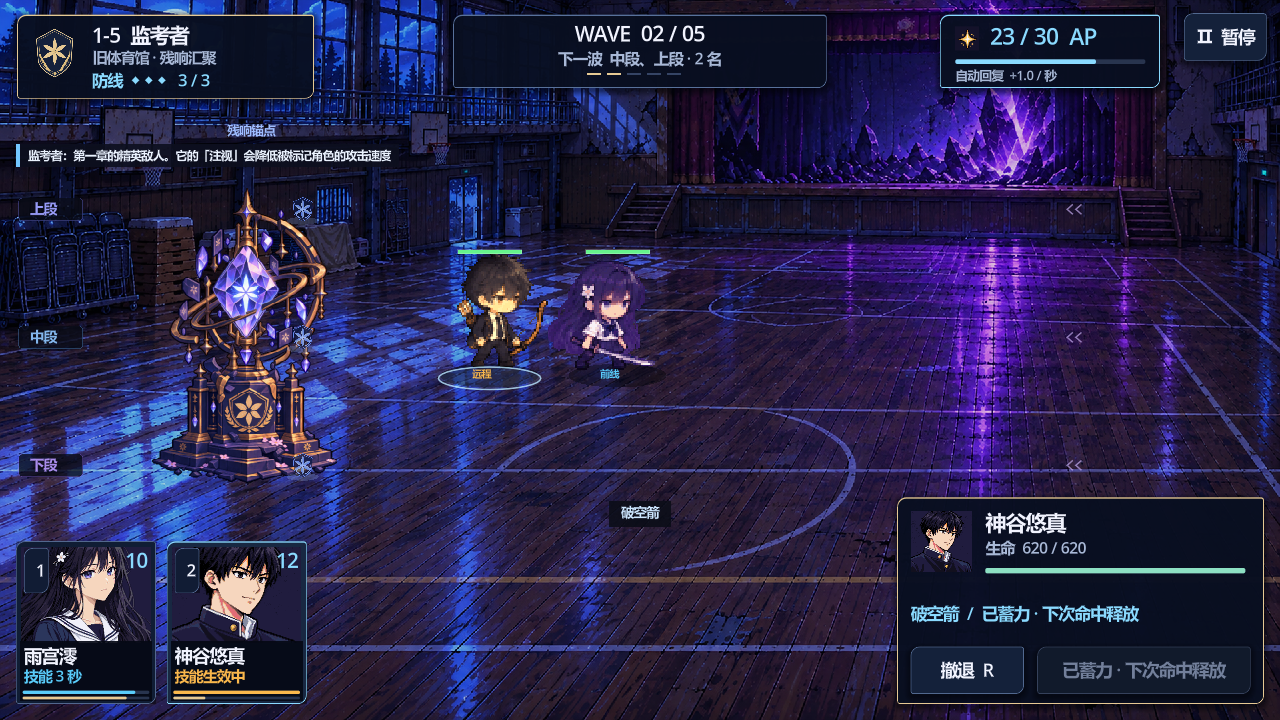 1-5 监考者
旧体育馆 · 残响汇聚
防线 3 / 3
WAVE 02 / 05
下一波 中段、上段 · 2 名
23 / 30 AP
自动回复 +1.0 / 秒
暂停
残响锚点
监考者：第一章的精英敌人。它的「注视」会降低被标记角色的攻击速度
上段
中段
下段
远程
前线
破空箭
1
10
雨宫澪
技能 3 秒
2
12
神谷悠真
技能生效中
神谷悠真
生命 620 / 620
破空箭 / 已蓄力 · 下次命中释放
撤退 R
已蓄力 · 下次命中释放